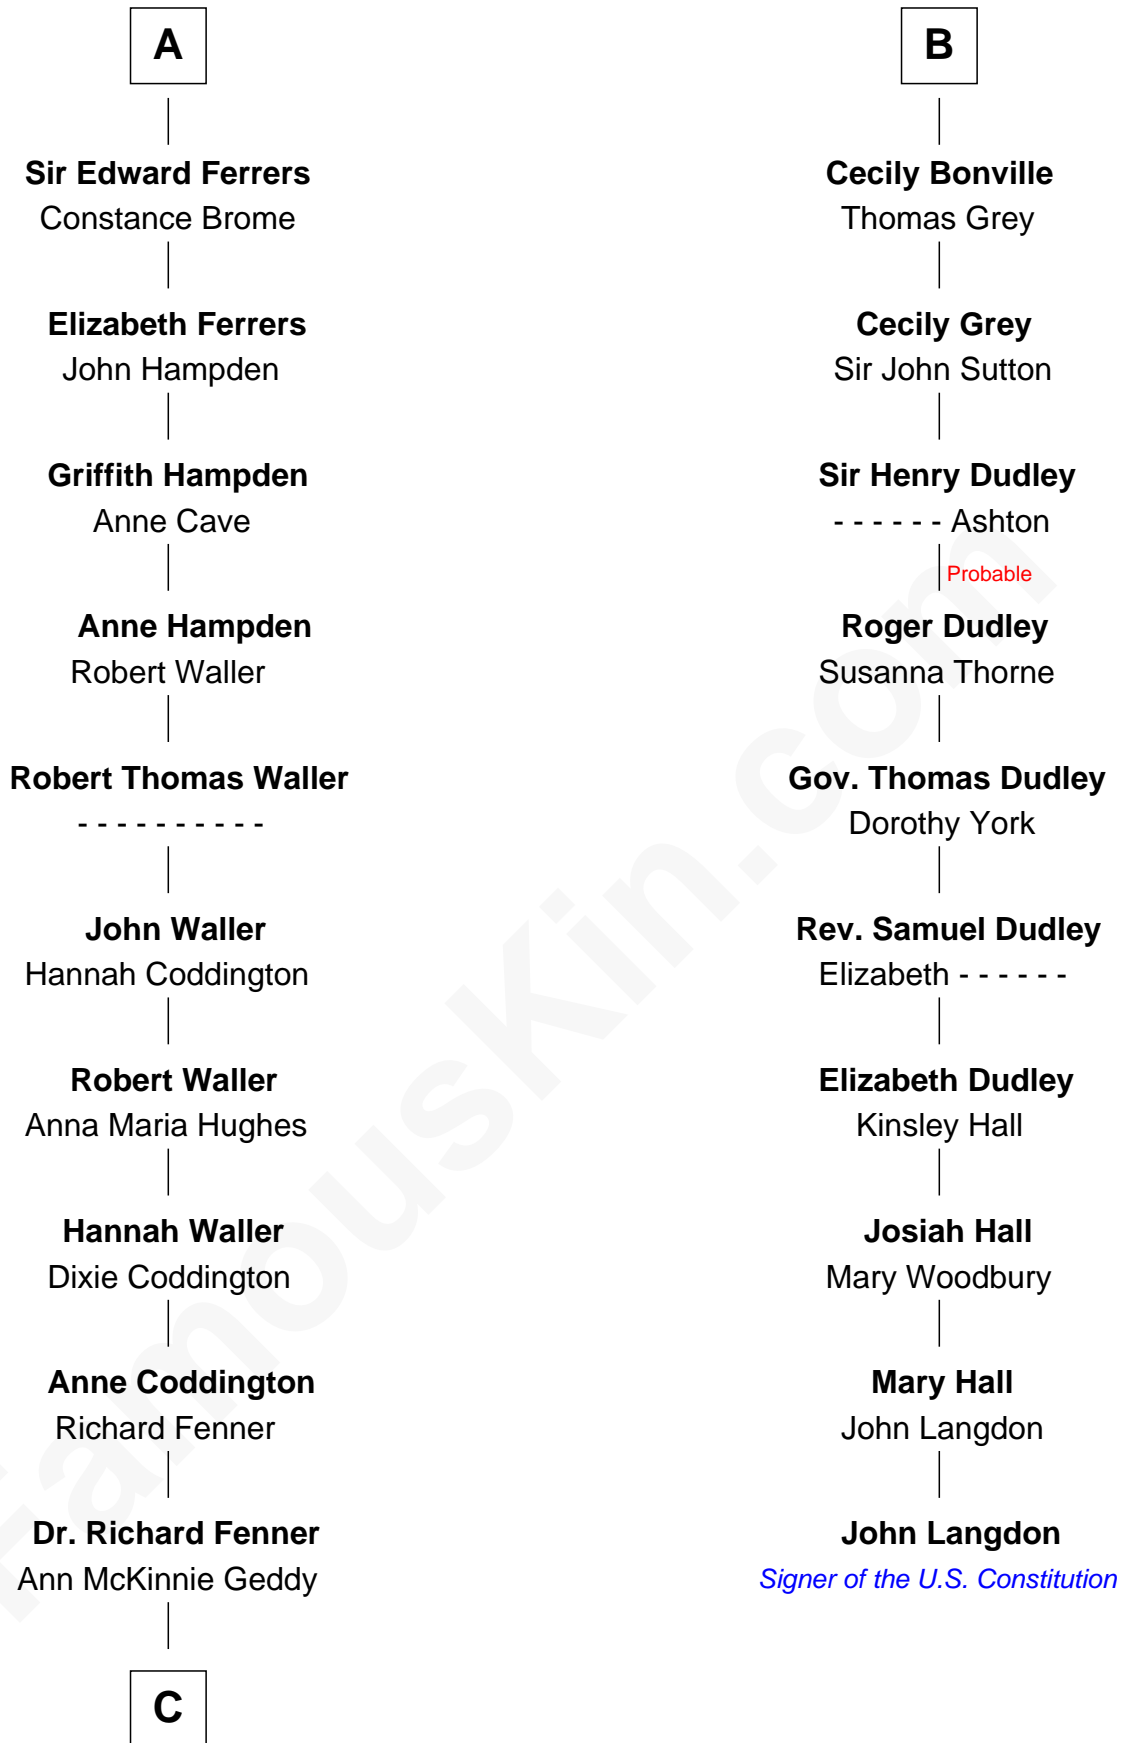 A
Sir Edward Ferrers
Constance Brome
Elizabeth Ferrers
John Hampden
Griffith Hampden
Anne Cave
Anne Hampden
Robert Waller
Robert Thomas Waller
- - - - - - - - - -
John Waller
Hannah Coddington
Robert Waller
Anna Maria Hughes
Hannah Waller
Dixie Coddington
Anne Coddington
Richard Fenner
Dr. Richard Fenner
Ann McKinnie Geddy
C
B
Cecily Bonville
Thomas Grey
Cecily Grey
Sir John Sutton
Sir Henry Dudley
- - - - - - Ashton
Probable
Roger Dudley
Susanna Thorne
Gov. Thomas Dudley
Dorothy York
Rev. Samuel Dudley
Elizabeth - - - - - -
Elizabeth Dudley
Kinsley Hall
Josiah Hall
Mary Woodbury
Mary Hall
John Langdon
John Langdon
Signer of the U.S. Constitution
FamousKin.com